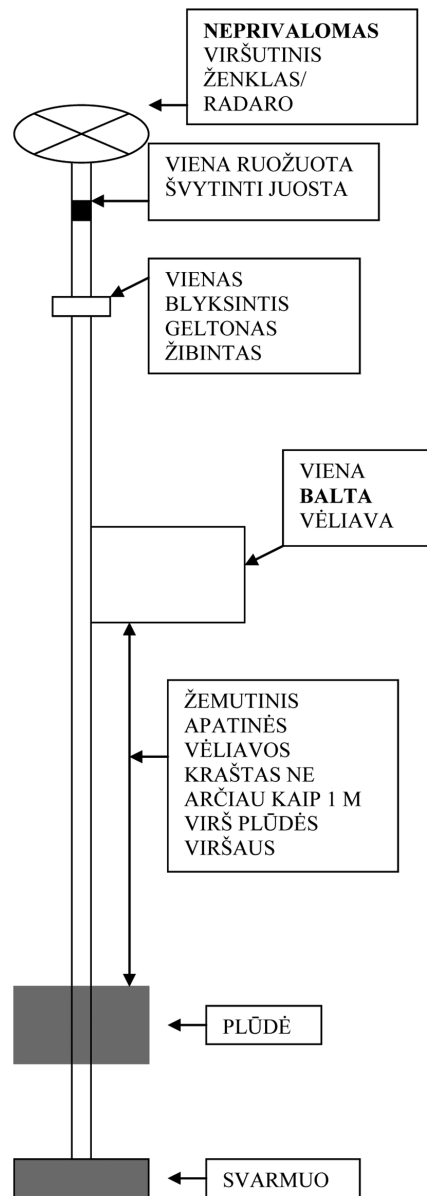 NEPRIVALOMAS
VIRŠUTINIS
ŽENKLAS/
RADARO
VIENA RUOŽUOTA
ŠVYTINTI JUOSTA
VIENAS
BLYKSINTIS
GELTONAS
ŽIBINTAS
VIENA
BALTA
VĖLIAVA
ŽEMUTINIS
APATINĖS
VĖLIAVOS
KRAŠTAS NE
ARČIAU KAIP 1 M
VIRŠ PLŪDĖS
VIRŠAUS
PLŪDĖ
SVARMUO